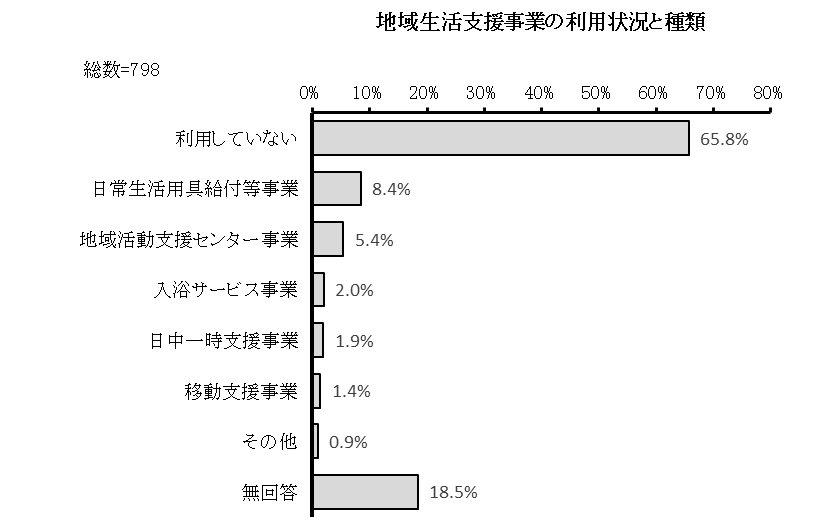 地域生活支援事業の利用状況と種類
総数=798
0% 10% 20% 30% 40% 50% 60% 70% 80%
利用していない 65.8%
日常生活用具給付等事業 8.4%
地域活動支援センター事業 5.4%
入浴サービス事業 2.0%
日中一時支援事業 1.9%
移動支援事業 1.4%
その他 0.9%
無回答 18.5%